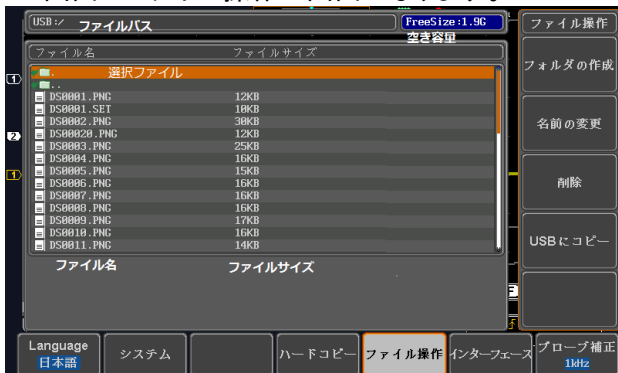 USB:/ ファイルパス
FreeSize:1.9G
空き容量
ファイル操作
ファイル名 ファイルサイズ
. 選択ファイル
..
DS0001.PNG 12KB
DS0001.SET 10KB
DS0002.PNG 30KB
DS00020.PNG 12KB
DS0003.PNG 25KB
DS0004.PNG 16KB
DS0005.PNG 15KB
DS0006.PNG 16KB
DS0007.PNG 16KB
DS0008.PNG 16KB
DS0009.PNG 17KB
DS0010.PNG 16KB
DS0011.PNG 14KB
ファイル名 ファイルサイズ
1
2
1
フォルダの作成
名前の変更
削除
USBにコピー
Language
日本語
システム
ハードコピー
ファイル操作
インターフェース
プローブ補正
1kHz